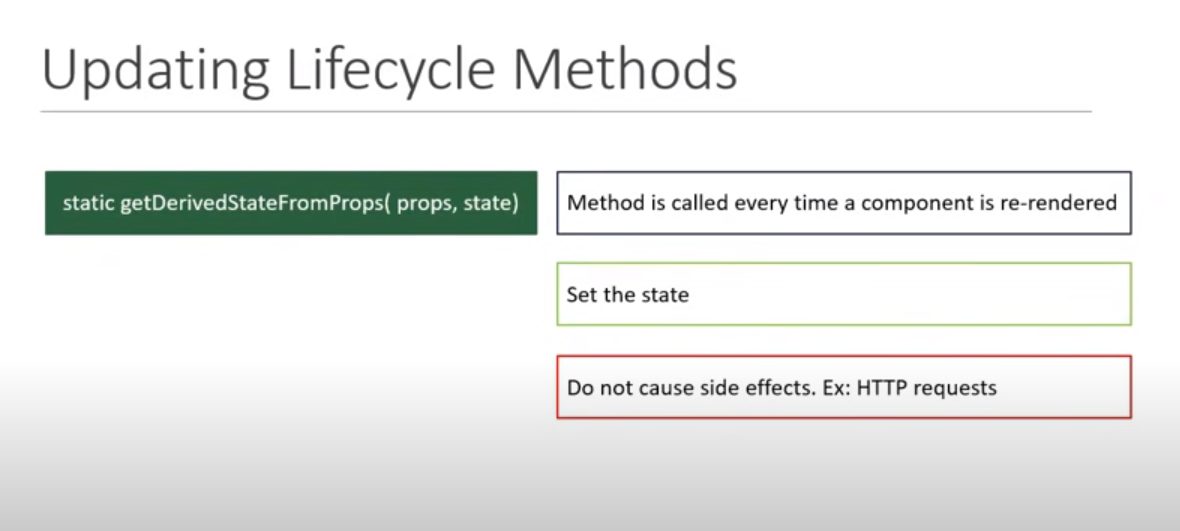 Updating Lifecycle Methods
static getDerivedStateFromProps( props, state)
Method is called every time a component is re-rendered
Set the state
Do not cause side effects. Ex: HTTP requests